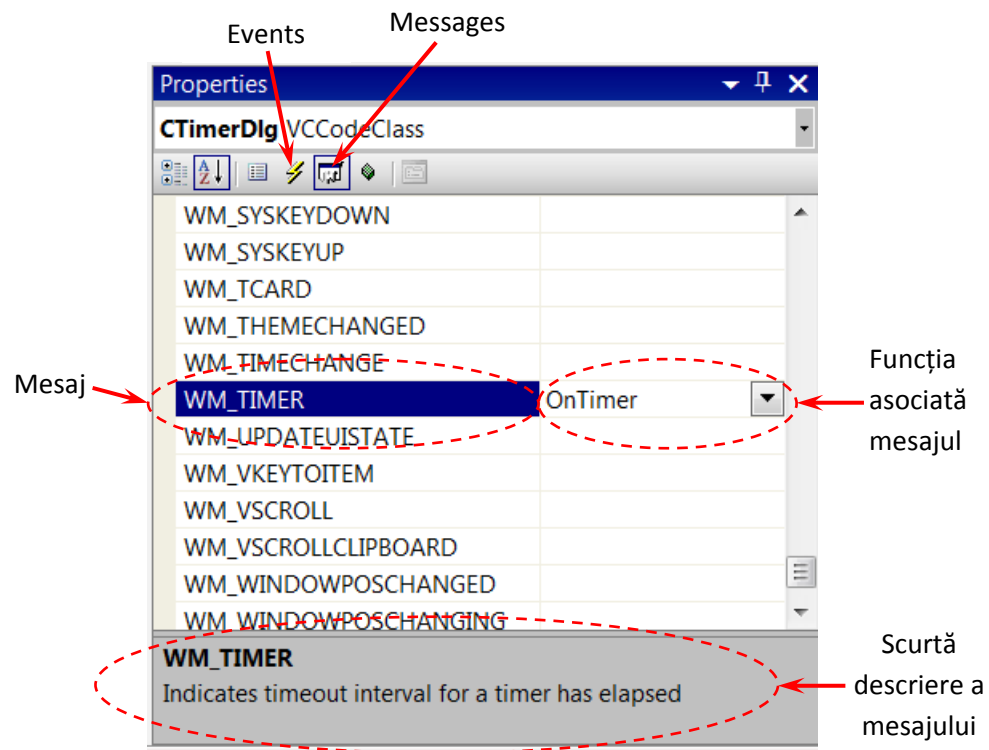 Events
Messages
Properties
CTimerDlg VCCodeClass
WM_SYSKEYDOWN
WM_SYSKEYUP
WM_TCARD
WM_THEMECHANGED
WM_TIMECHANGE
Mesaj
WM_TIMER OnTimer
Funcția
asociată
mesajul
WM_UPDATEUISTATE
WM_VKEYTOITEM
WM_VSCROLL
WM_VSCROLLCLIPBOARD
WM_WINDOWPOSCHANGED
WM_WINDOWPOSCHANGING
WM_TIMER
Indicates timeout interval for a timer has elapsed
Scurtă
descriere a
mesajului